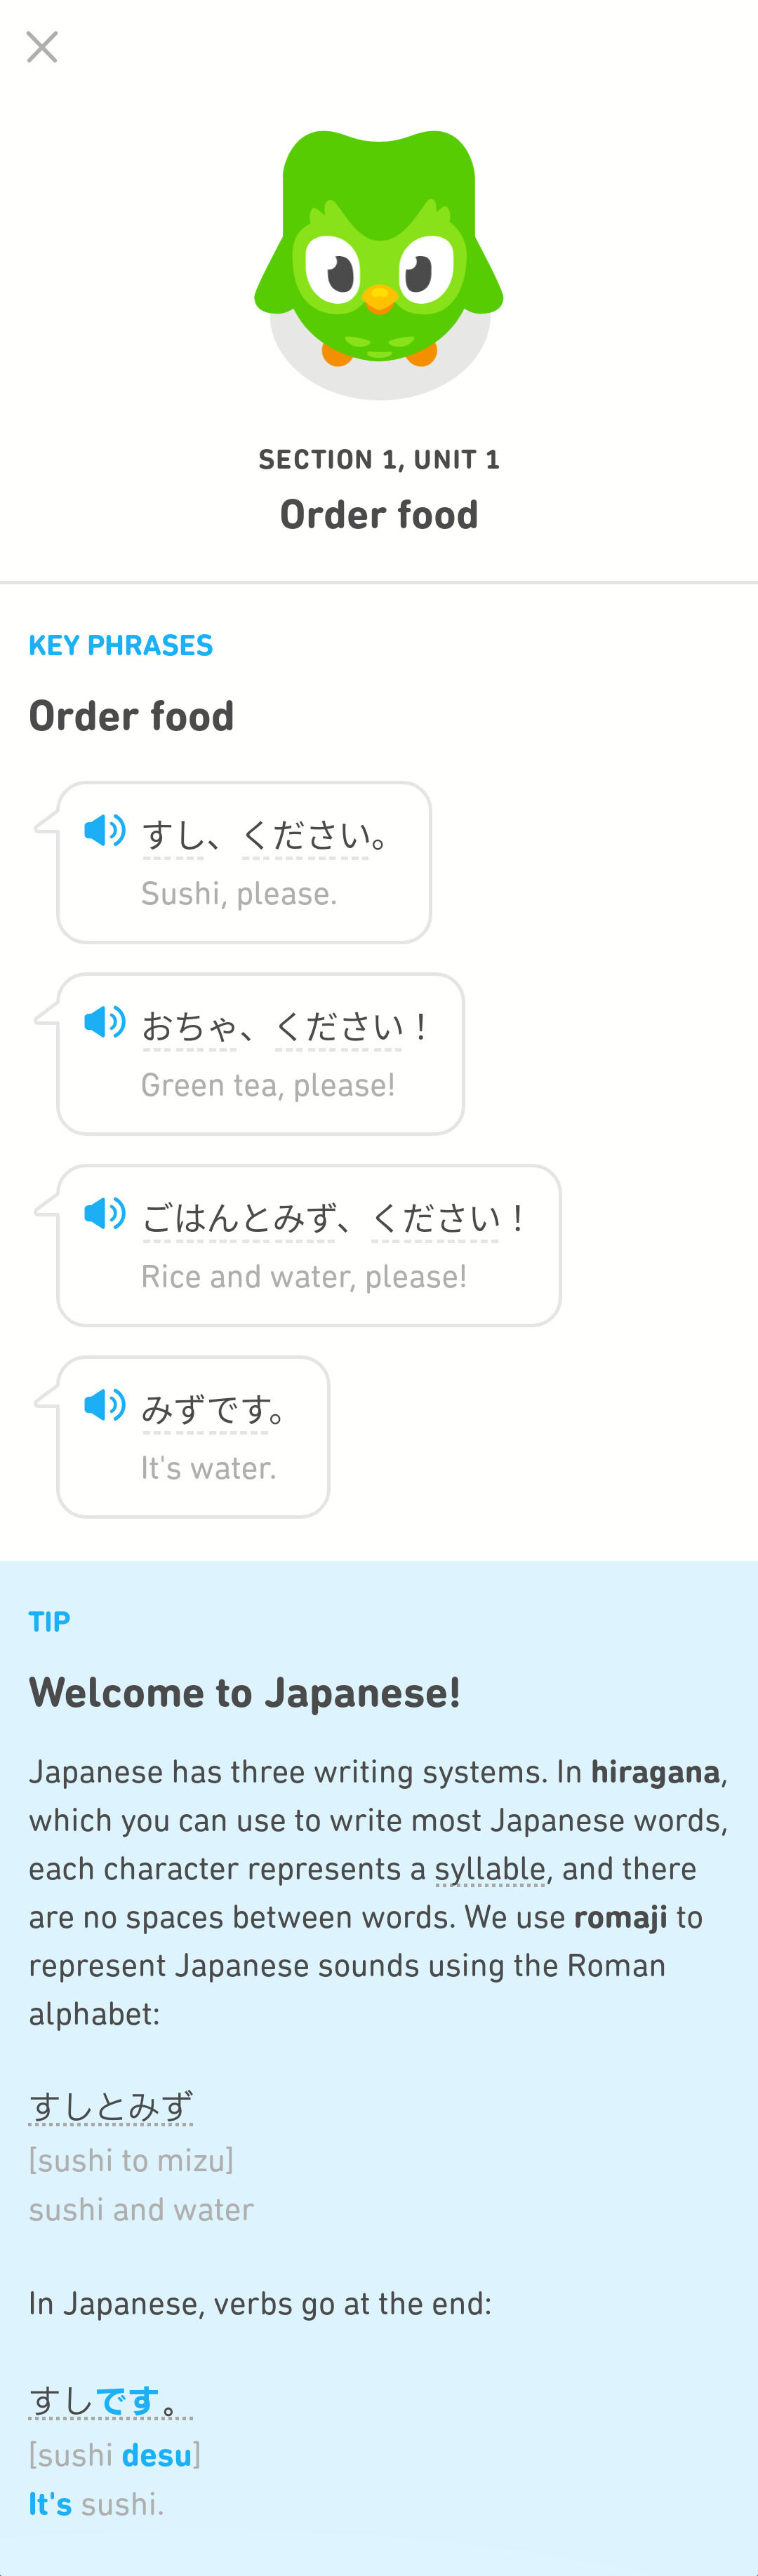 SECTION 1, UNIT 1
Order food
KEY PHRASES
Order food
すし、ください。
Sushi, please.
おちゃ、ください！
Green tea, please!
ごはんとみず、ください！
Rice and water, please!
みずです。
It's water.
TIP
Welcome to Japanese!
Japanese has three writing systems. In hiragana,
which you can use to write most Japanese words,
each character represents a syllable, and there
are no spaces between words. We use romaji to
represent Japanese sounds using the Roman
alphabet:
すしとみず
[sushi to mizu]
sushi and water
In Japanese, verbs go at the end:
すしです。
[sushi desu]
It's sushi.